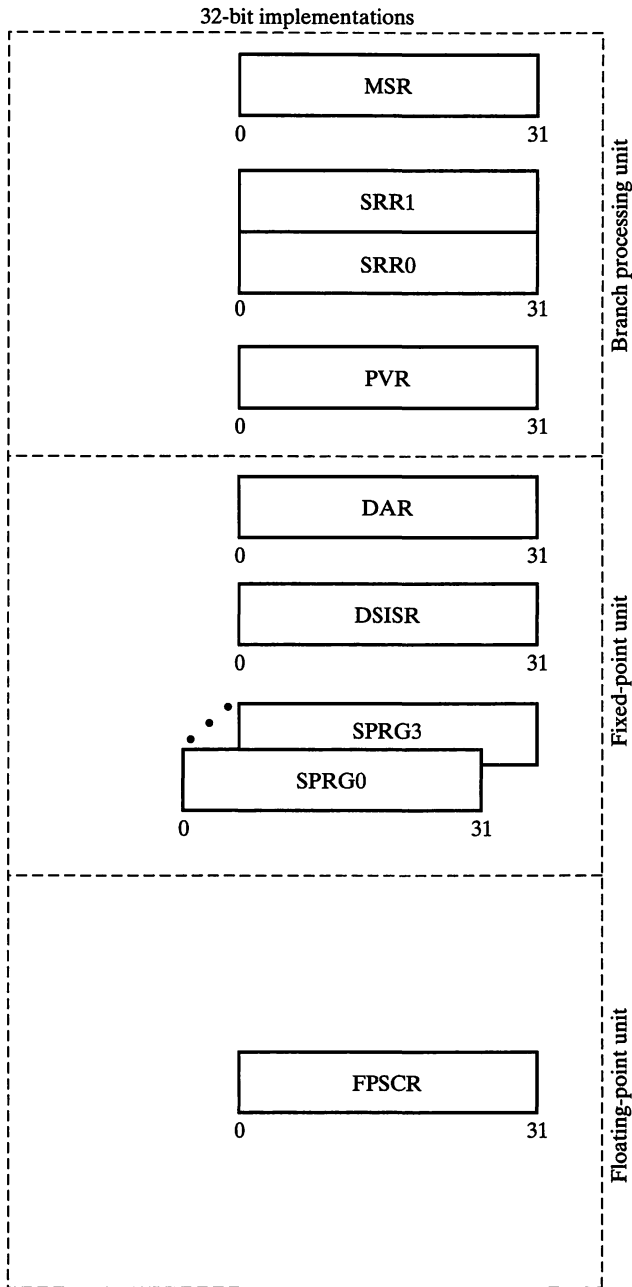 32-bit implementations
MSR
0 31
SRR1
SRR0
0 31
PVR
0 31
Branch processing unit
DAR
0 31
DSISR
0 31
SPRG3
SPRG0
0 31
Fixed-point unit
FPSCR
0 31
Floating-point unit